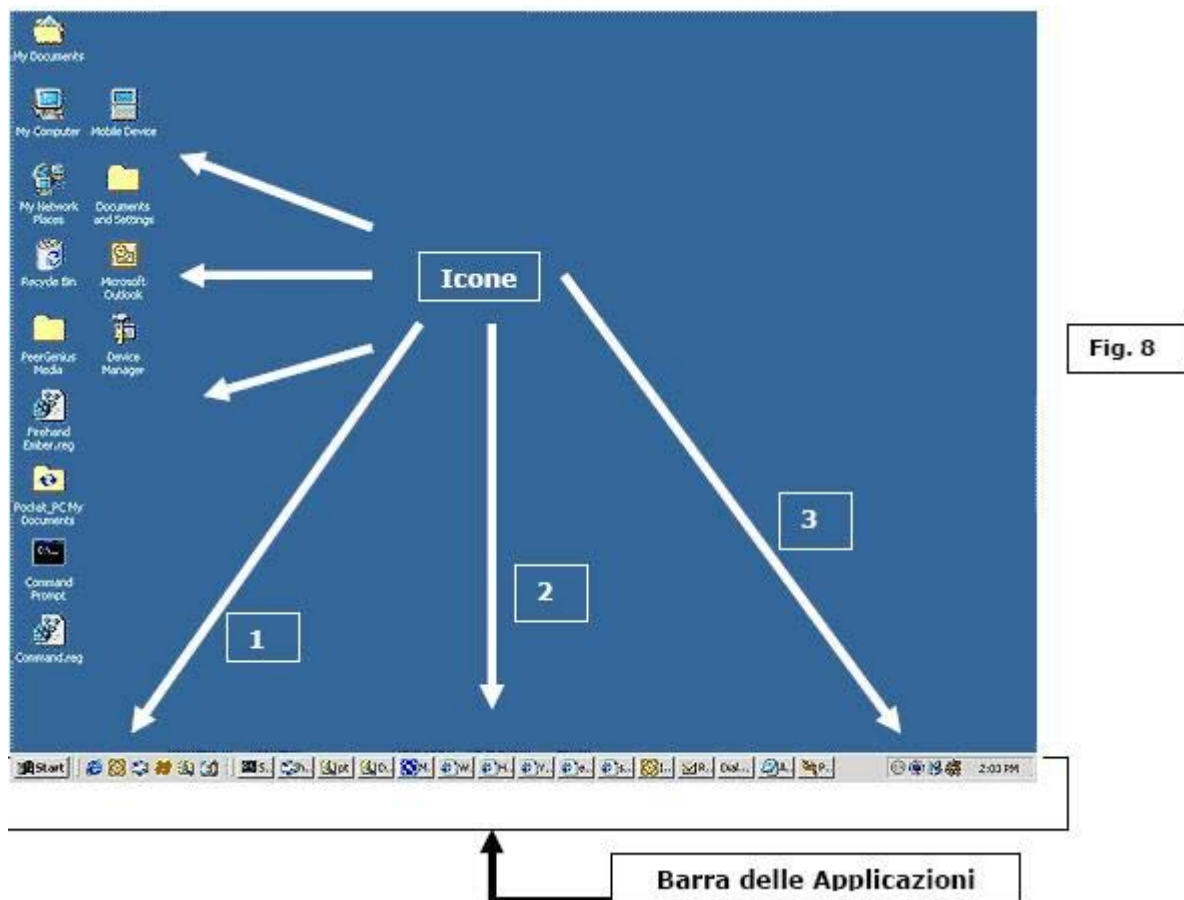 My Documents
My Computer
Mobile Device
My Network
Places
Documents
and Settings
Recycle Bin
Microsoft
Outlook
PeerGenius
Media
Device
Manager
Firehand
Ember.reg
Pocket_PC My
Documents
Command
Prompt
Command.reg
Icone
1
2
3
Fig. 8
Start
S..
pt
D..
M..
W..
H..
Y..
e..
s..
I...
R..
Dial...
P..
2:03 PM
Barra delle Applicazioni